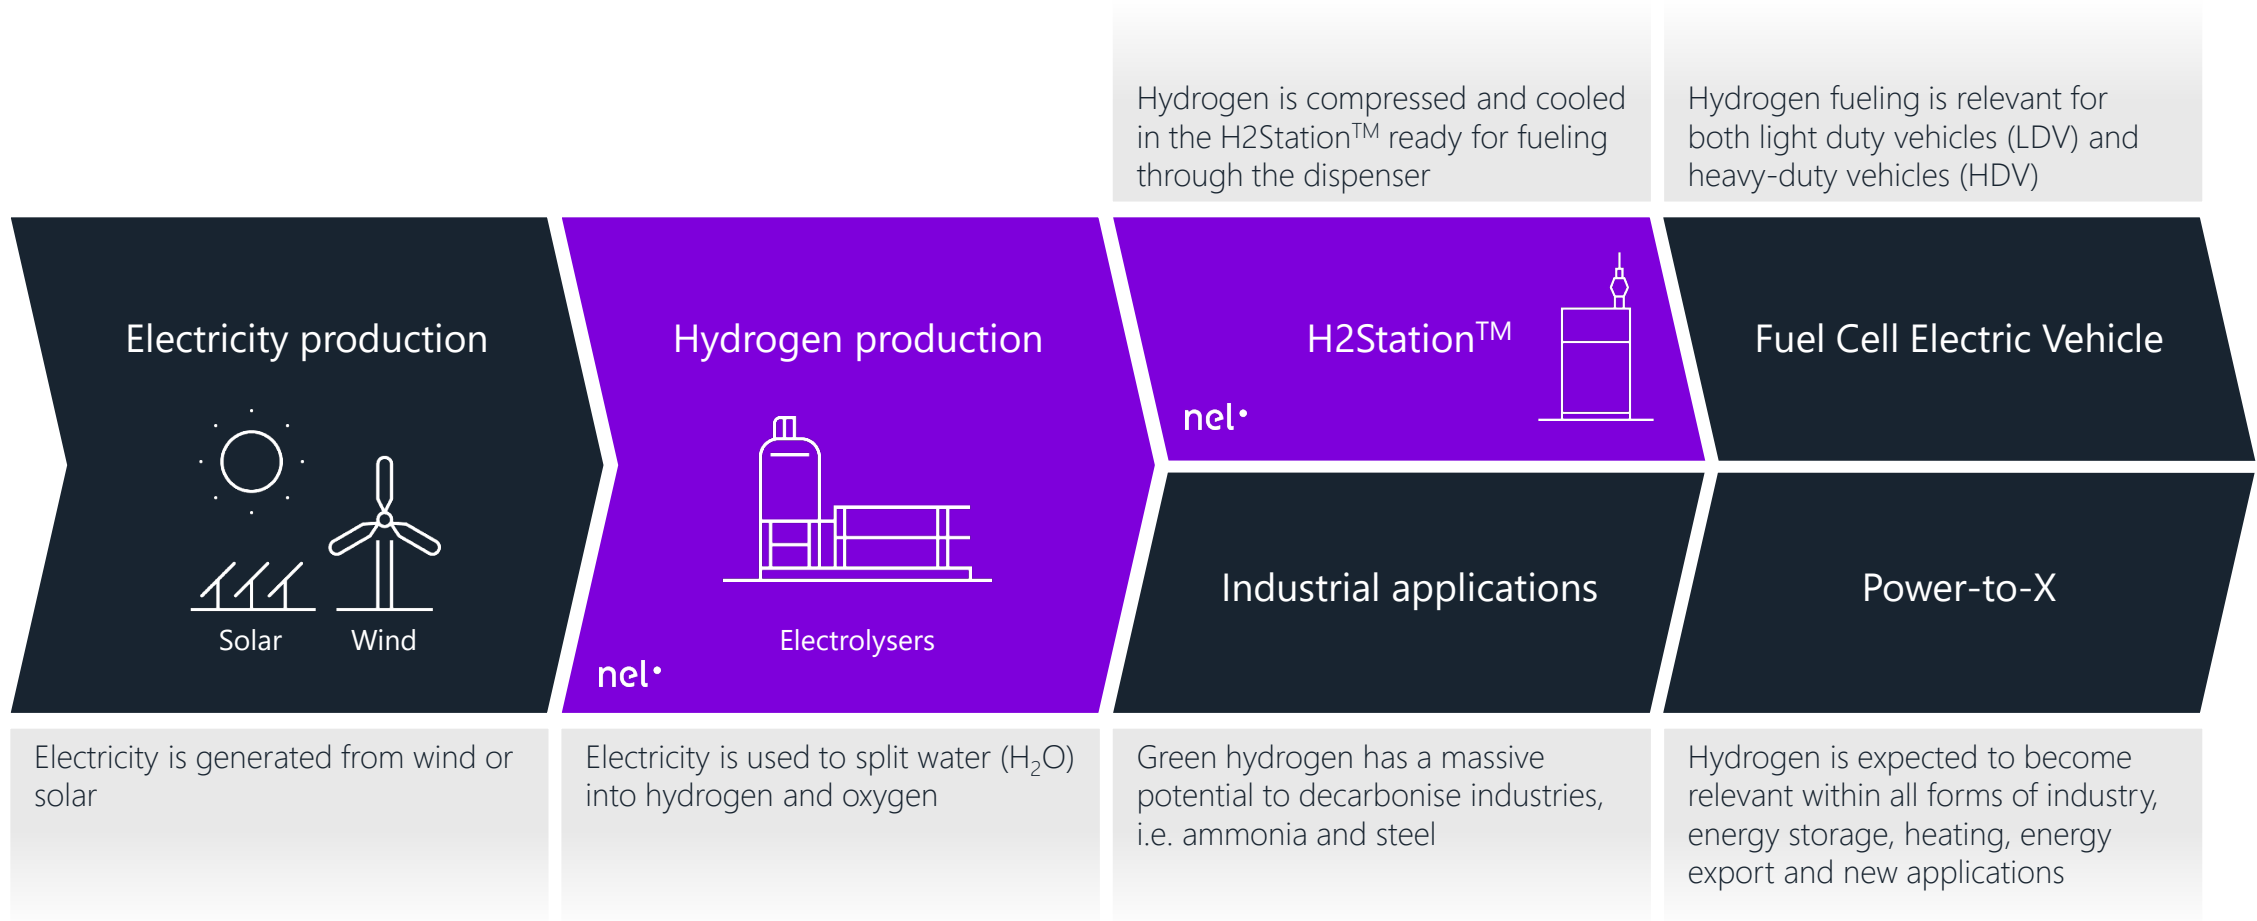 Hydrogen is compressed and cooled
in the H2Station™ ready for fueling
through the dispenser
Hydrogen fueling is relevant for
both light duty vehicles (LDV) and
heavy-duty vehicles (HDV)
Electricity production
Solar
Wind
Hydrogen production
Electrolysers
nel
H2Station™
nel
Fuel Cell Electric Vehicle
Industrial applications
Power-to-X
Electricity is generated from wind or
solar
Electricity is used to split water (H₂O)
into hydrogen and oxygen
Green hydrogen has a massive
potential to decarbonise industries,
i.e. ammonia and steel
Hydrogen is expected to become
relevant within all forms of industry,
energy storage, heating, energy
export and new applications